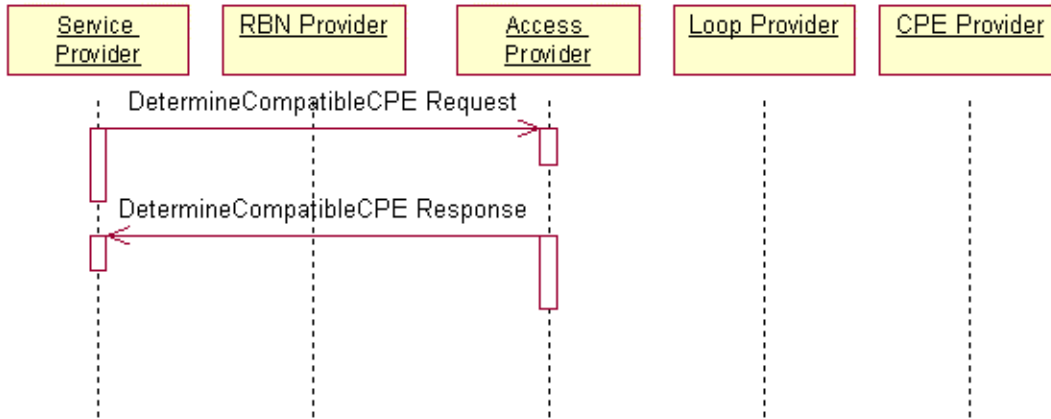 Service
Provider
RBN Provider
Access
Provider
Loop Provider
CPE Provider
DetermineCompatibleCPE Request
DetermineCompatibleCPE Response